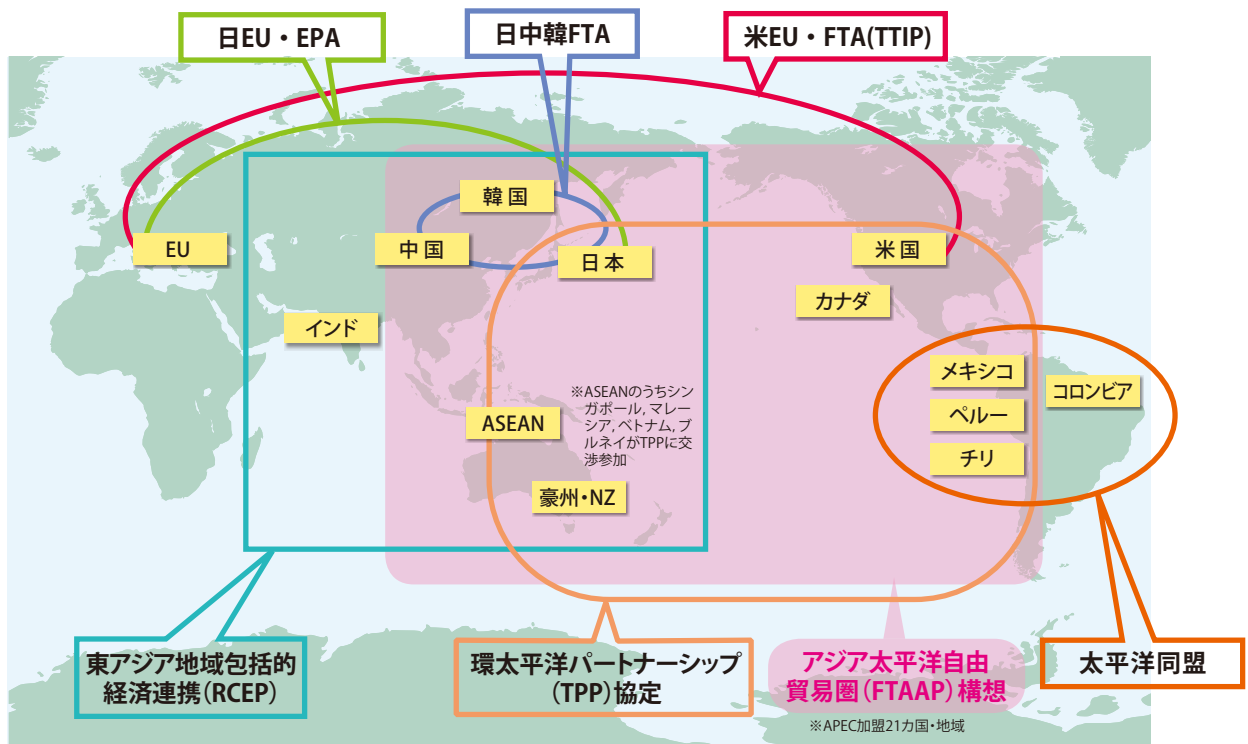 日EU・EPA
日中韓FTA
米EU・FTA(TTIP)
韓国
EU
中国
日本
米国
インド
カナダ
メキシコ
コロンビア
ペルー
チリ
ASEAN
※ASEANのうちシン
ガポール, マレー
シア, ベトナム, ブ
ルネイがTPPに交
渉参加
豪州・NZ
東アジア地域包括的
経済連携(RCEP)
環太平洋パートナーシップ
(TPP)協定
アジア太平洋自由
貿易圏(FTAAP)構想
※APEC加盟21カ国・地域
太平洋同盟